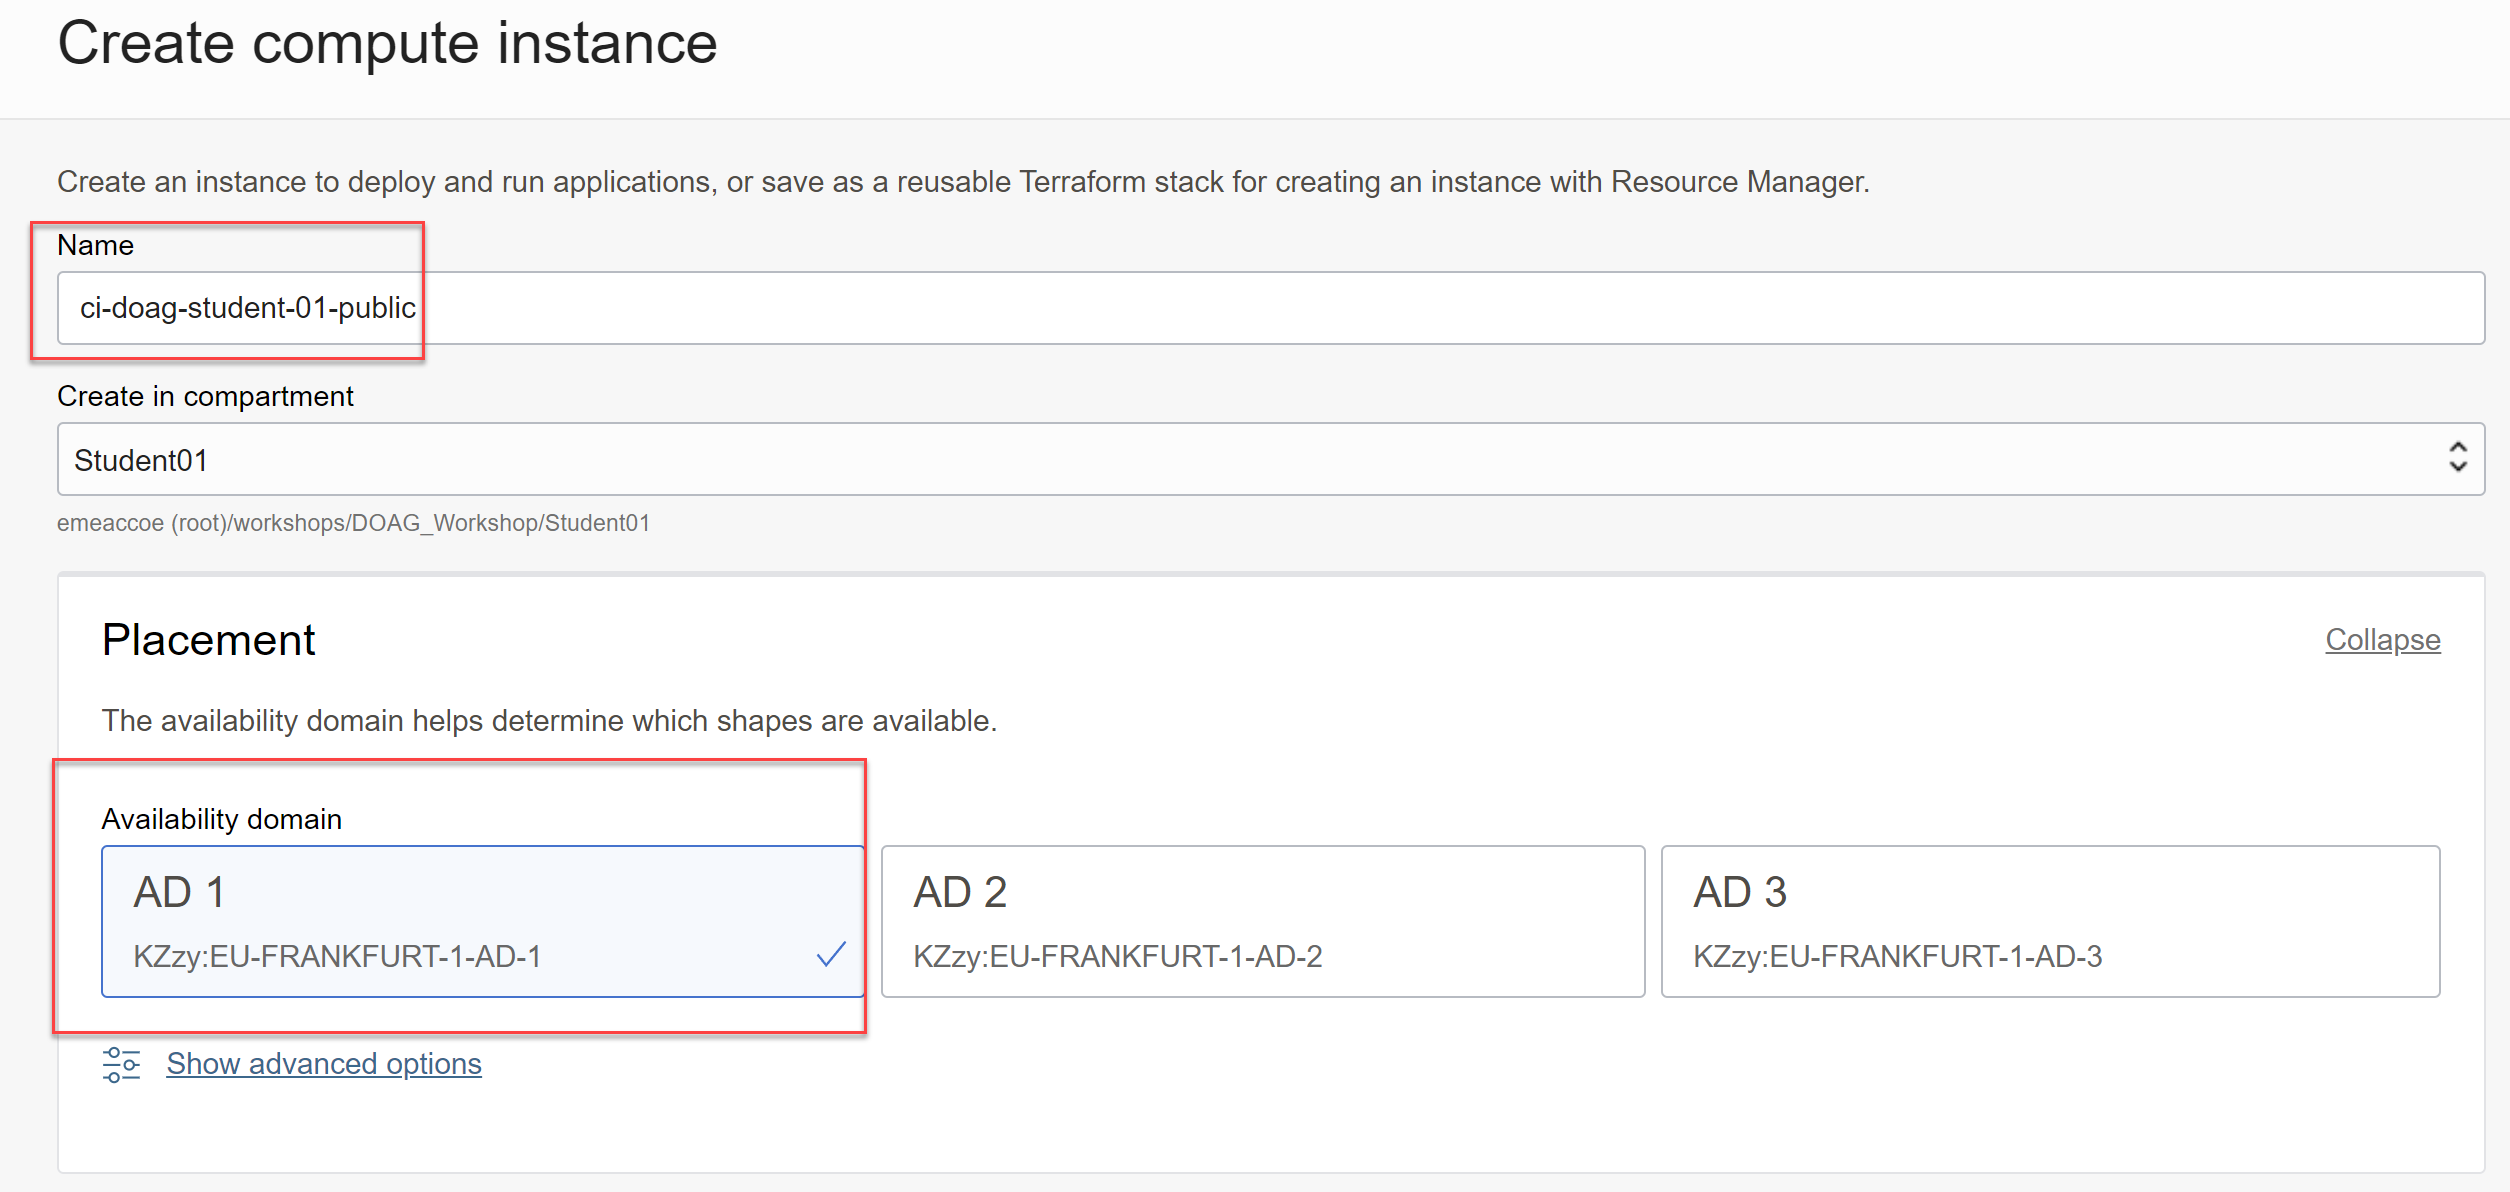 Create compute instance
Create an instance to deploy and run applications, or save as a reusable Terraform stack for creating an instance with Resource Manager.
Name
ci-doag-student-01-public
Create in compartment
Student01
emeaccoe (root)/workshops/DOAG_Workshop/Student01
Placement
Collapse
The availability domain helps determine which shapes are available.
Availability domain
AD 1
KZzy:EU-FRANKFURT-1-AD-1
AD 2
KZzy:EU-FRANKFURT-1-AD-2
AD 3
KZzy:EU-FRANKFURT-1-AD-3
Show advanced options